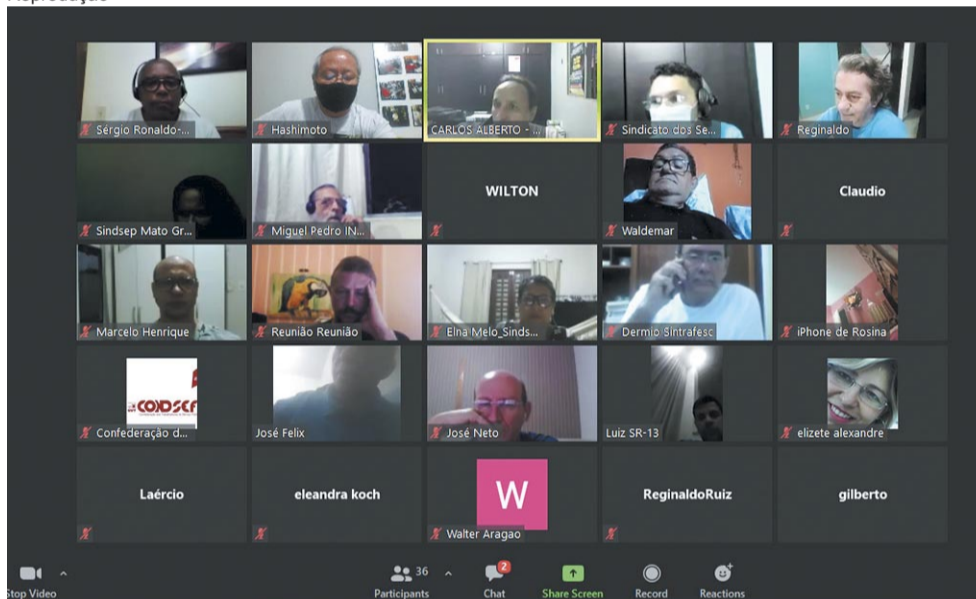 Sérgio Ronaldo-...
Hashimoto
CARLOS ALBERTO - ...
Sindicato dos Se...
Reginaldo
Sindsep Mato Gr...
Miguel Pedro IN...
WILTON
Waldemar
Claudio
Marcelo Henrique
Reunião Reunião
Elna Melo_Sinds...
Dermio Sintrafesc
iPhone de Rosina
CONDSEF
Confederação d...
José Felix
José Neto
Luiz SR-13
elizete alexandre
Laércio
eleandra koch
W
Walter Aragao
ReginaldoRuiz
gilberto
36
2
Stop Video
Participants
Chat
Share Screen
Record
Reactions